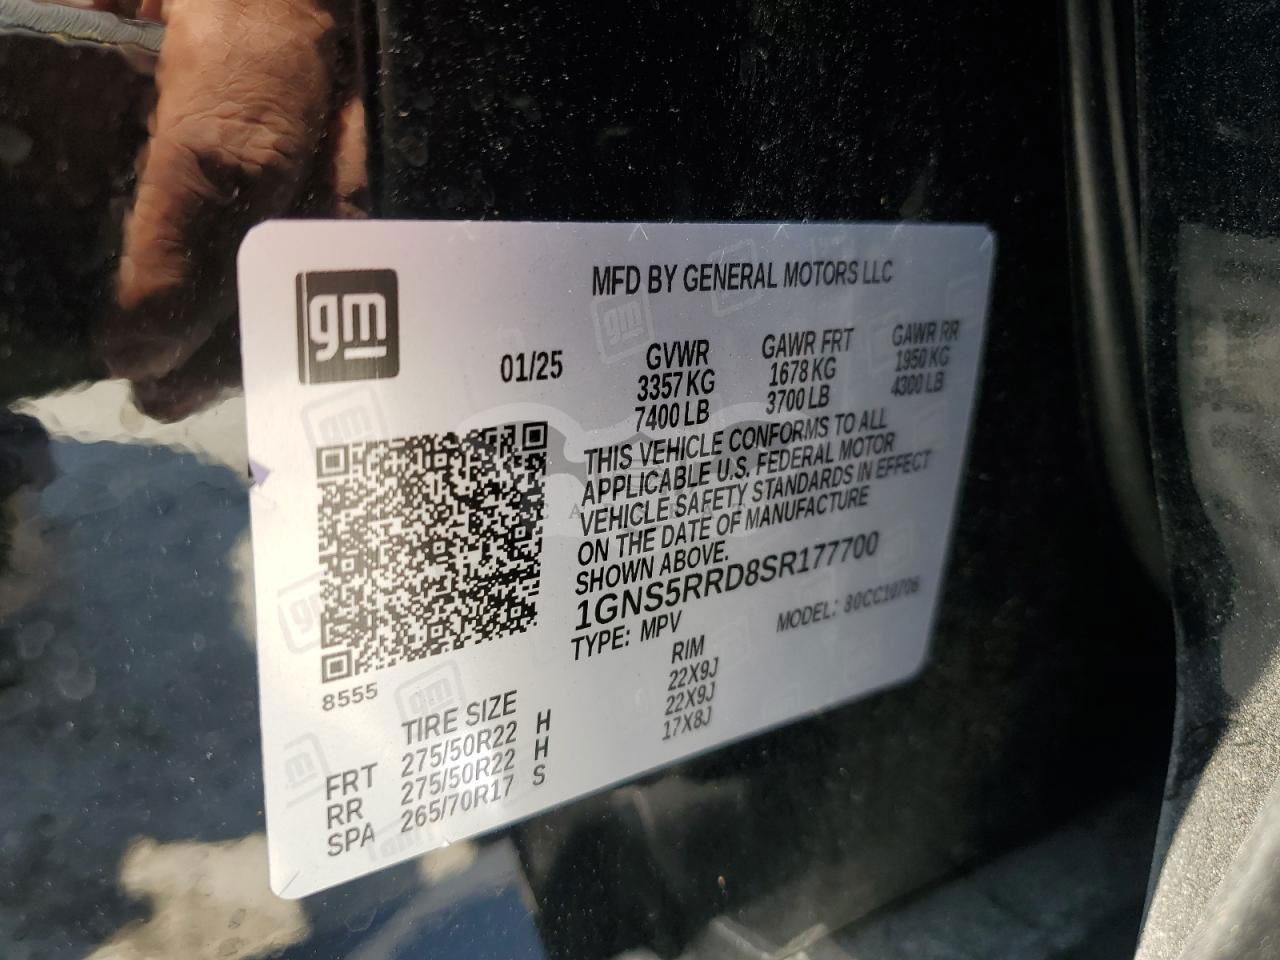 gm
MFD BY GENERAL MOTORS LLC
01/25
GVWR GAWR FRT GAWR RR
3357 KG 1678 KG 1950 KG
7400 LB 3700 LB 4300 LB
THIS VEHICLE CONFORMS TO ALL
APPLICABLE U.S. FEDERAL MOTOR
VEHICLE SAFETY STANDARDS IN EFFECT
ON THE DATE OF MANUFACTURE
SHOWN ABOVE.
1GNS5RRD8SR177700
TYPE: MPV MODEL:
8555
TIRE SIZE RIM
FRT 275/50R22 H 22X9J
RR 275/50R22 H 22X9J
SPA 265/70R17 S 17X8J